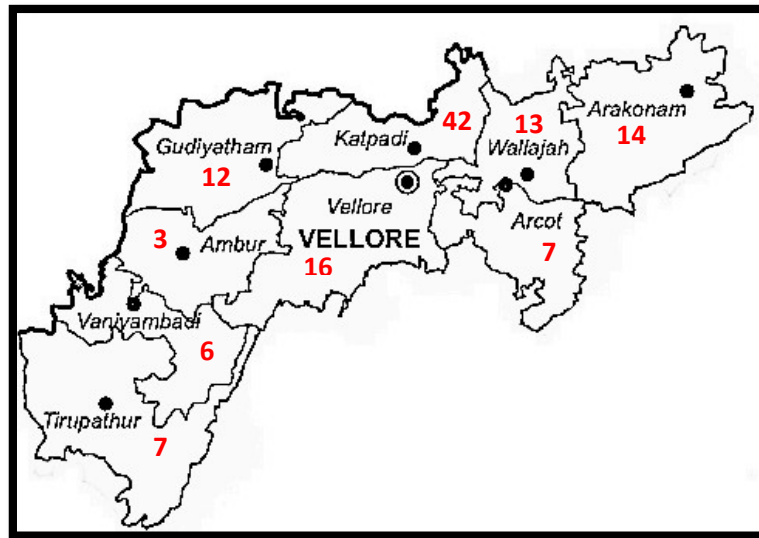 42
13
Arakonam
14
Katpadi
Wallajah
Gudiyatham
12
Vellore
VELLORE
16
Arcot
7
3
Ambur
Vaniyambadi
6
Tirupathur
7